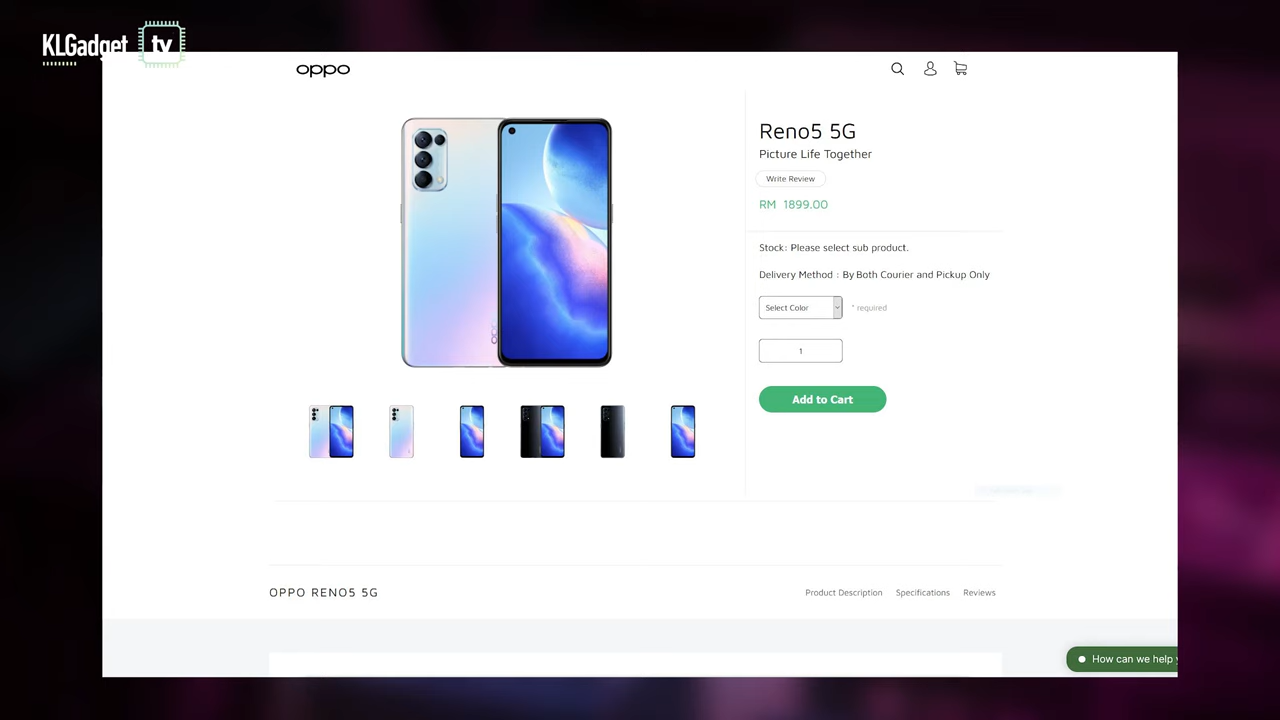 KLGadget tv
oppo
Reno5 5G
Picture Life Together
Write Review
RM 1899.00
Stock: Please select sub product.
Delivery Method : By Both Courier and Pickup Only
Select Color
* required
1
Add to Cart
OPPO RENO5 5G
Product Description Specifications Reviews
How can we help